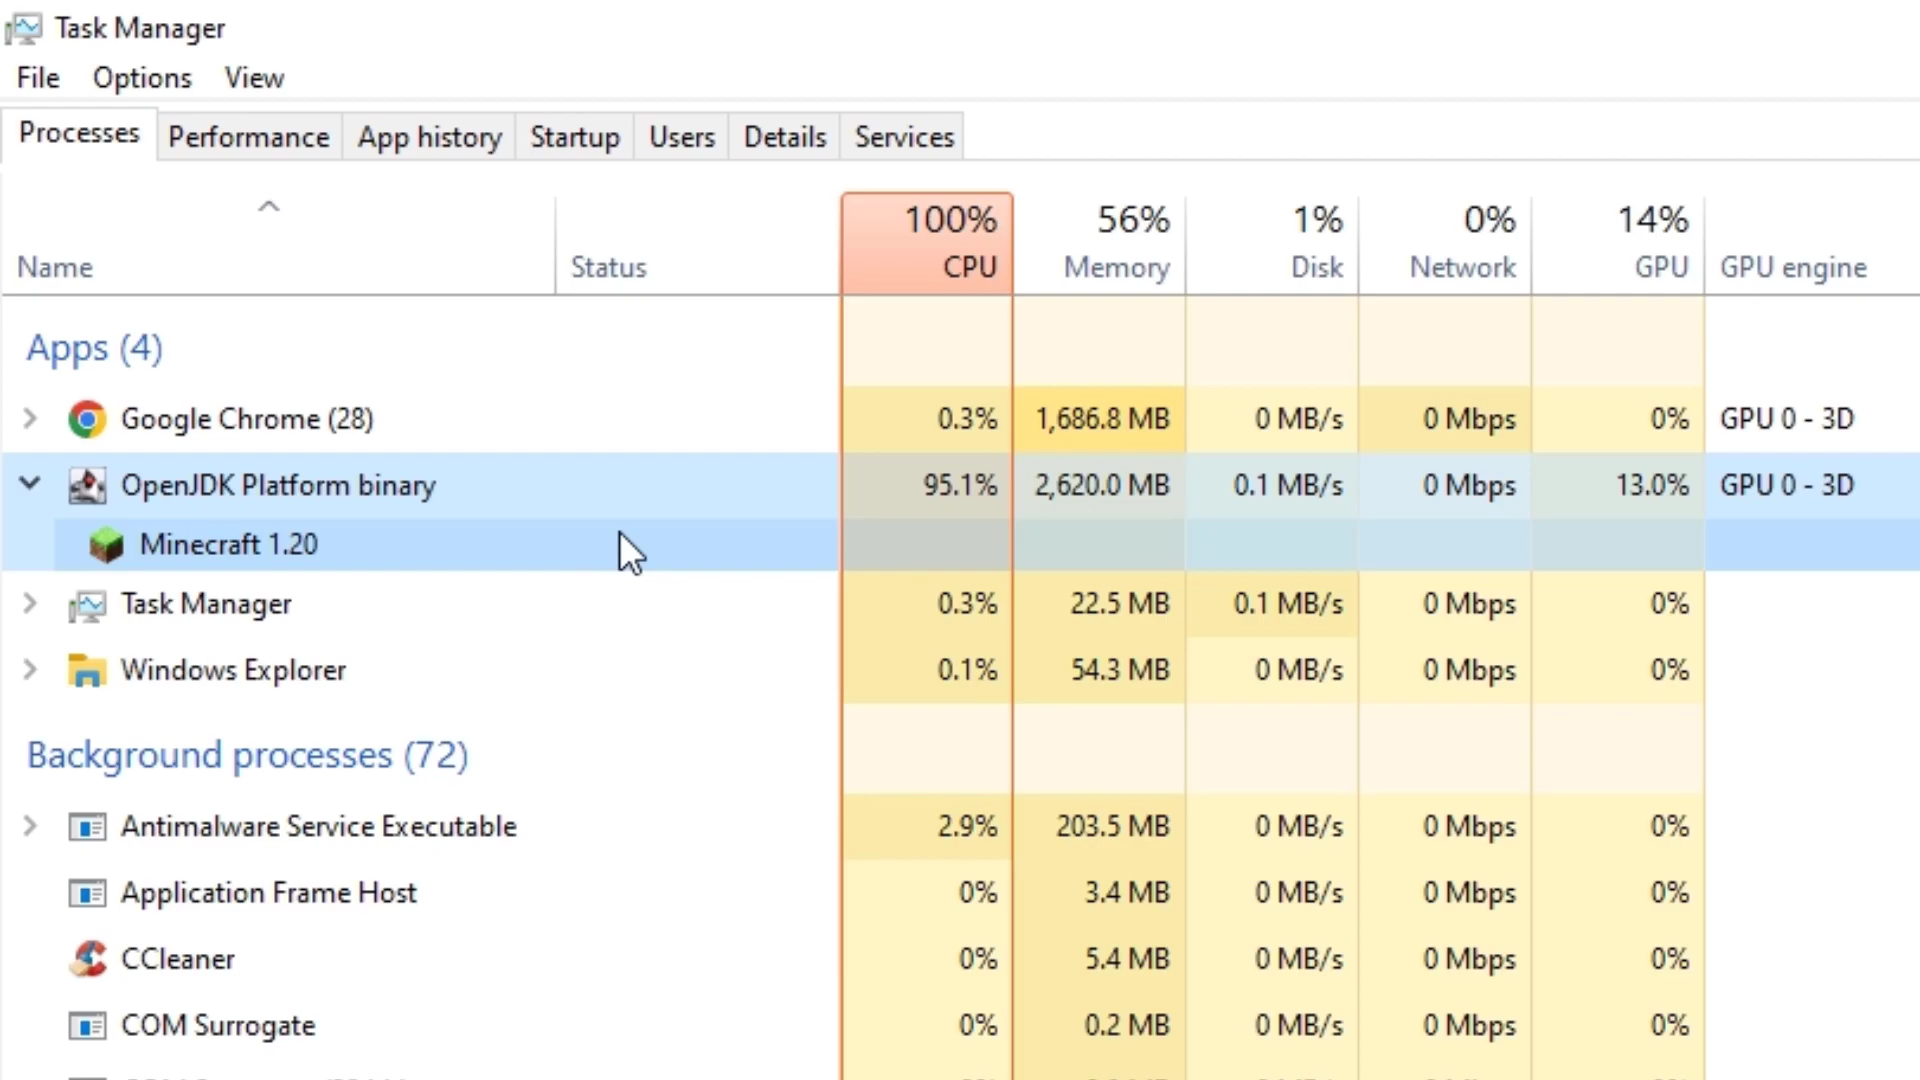 Task Manager
File Options View
Processes Performance App history Startup Users Details Services
100% 56% 1% 0% 14%
Name Status CPU Memory Disk Network GPU GPU engine
Apps (4)
Google Chrome (28) 0.3% 1,686.8 MB 0 MB/s 0 Mbps 0% GPU 0 - 3D
OpenJDK Platform binary 95.1% 2,620.0 MB 0.1 MB/s 0 Mbps 13.0% GPU 0 - 3D
Minecraft 1.20
Task Manager 0.3% 22.5 MB 0.1 MB/s 0 Mbps 0%
Windows Explorer 0.1% 54.3 MB 0 MB/s 0 Mbps 0%
Background processes (72)
Antimalware Service Executable 2.9% 203.5 MB 0 MB/s 0 Mbps 0%
Application Frame Host 0% 3.4 MB 0 MB/s 0 Mbps 0%
CCleaner 0% 5.4 MB 0 MB/s 0 Mbps 0%
COM Surrogate 0% 0.2 MB 0 MB/s 0 Mbps 0%